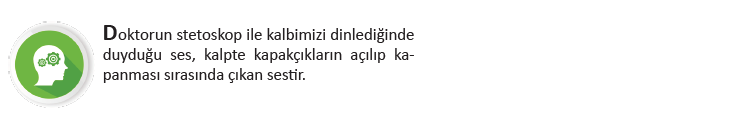 Doktorun stetoskop ile kalbimizi dinlediğinde
duyduğu ses, kalpte kapakçıkların açılıp ka-
panması sırasında çıkan sestir.